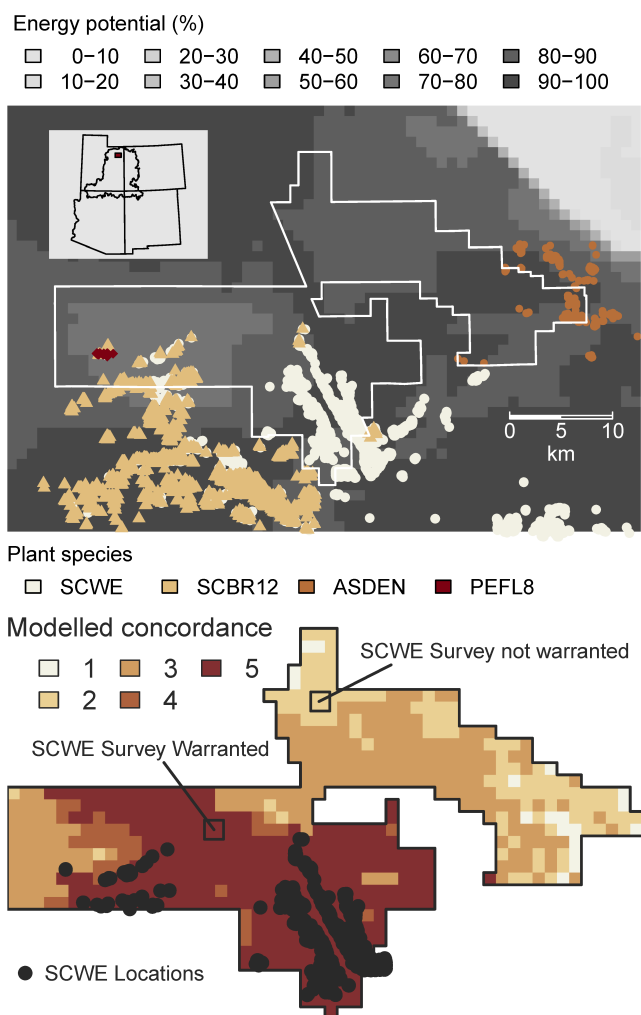 Energy potential (%)
0−10 20−30 40−50 60−70 80−90
10−20 30−40 50−60 70−80 90−100
0 5 10
km
Plant species
SCWE SCBR12 ASDEN PEFL8
Modelled concordance
1 3 5
2 4
SCWE Survey not warranted
SCWE Survey Warranted
SCWE Locations